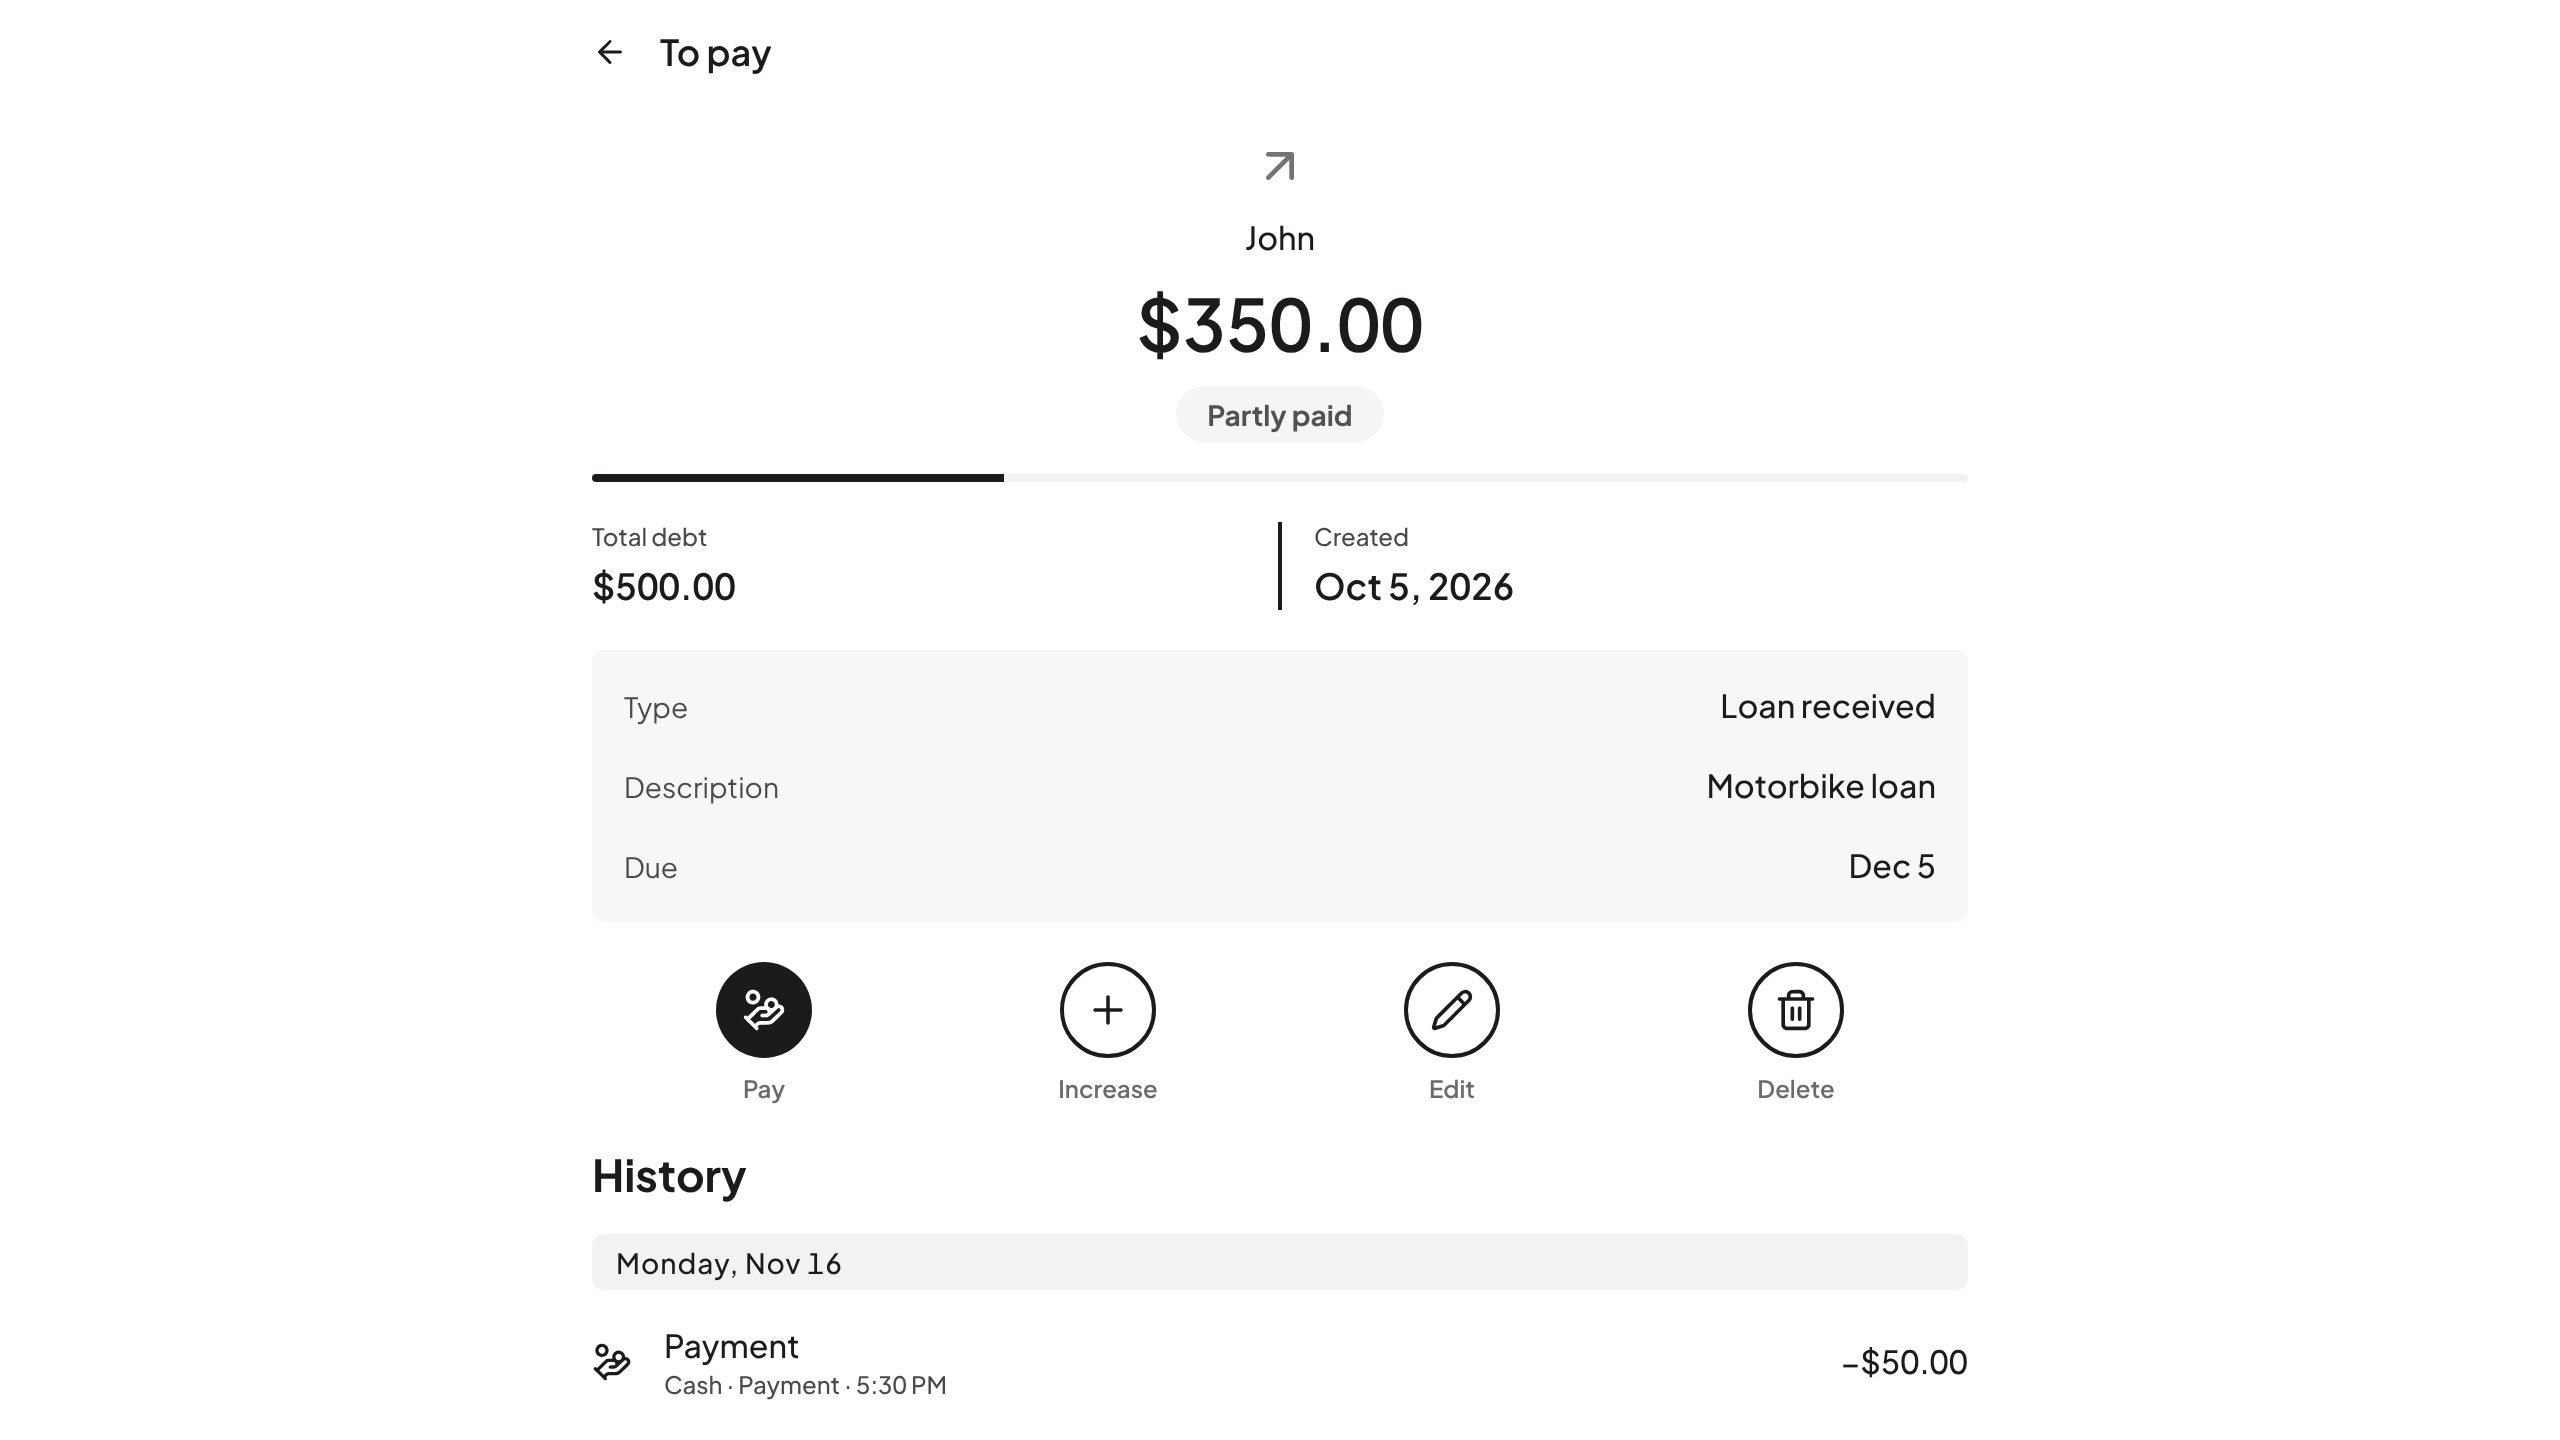 To pay
John
$350.00
Partly paid
Total debt
$500.00
Created
Oct 5, 2026
Type
Loan received
Description
Motorbike loan
Due
Dec 5
Pay
Increase
Edit
Delete
History
Monday, Nov 16
Payment
Cash · Payment · 5:30 PM
−$50.00